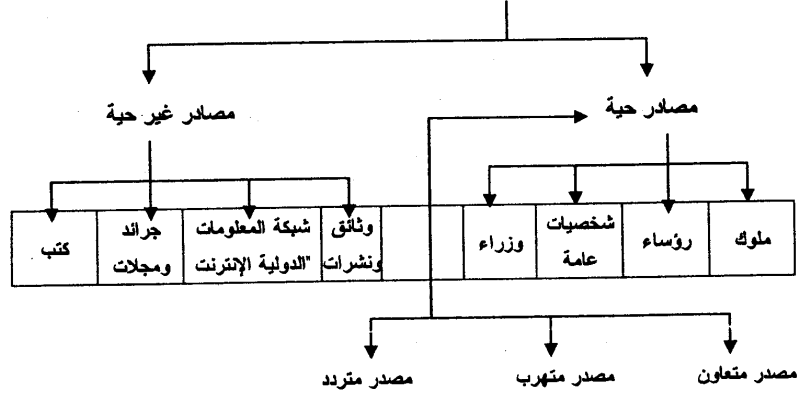 مصادر حية
مصادر غير حية
ملوك
رؤساء
شخصيات
عامة
وزراء
وثائق
ونشرات
شبكة المعلومات
الدولية الإنترنت"
جرائد
ومجلات
كتب
مصدر متعاون
مصدر متهرب
مصدر متردد